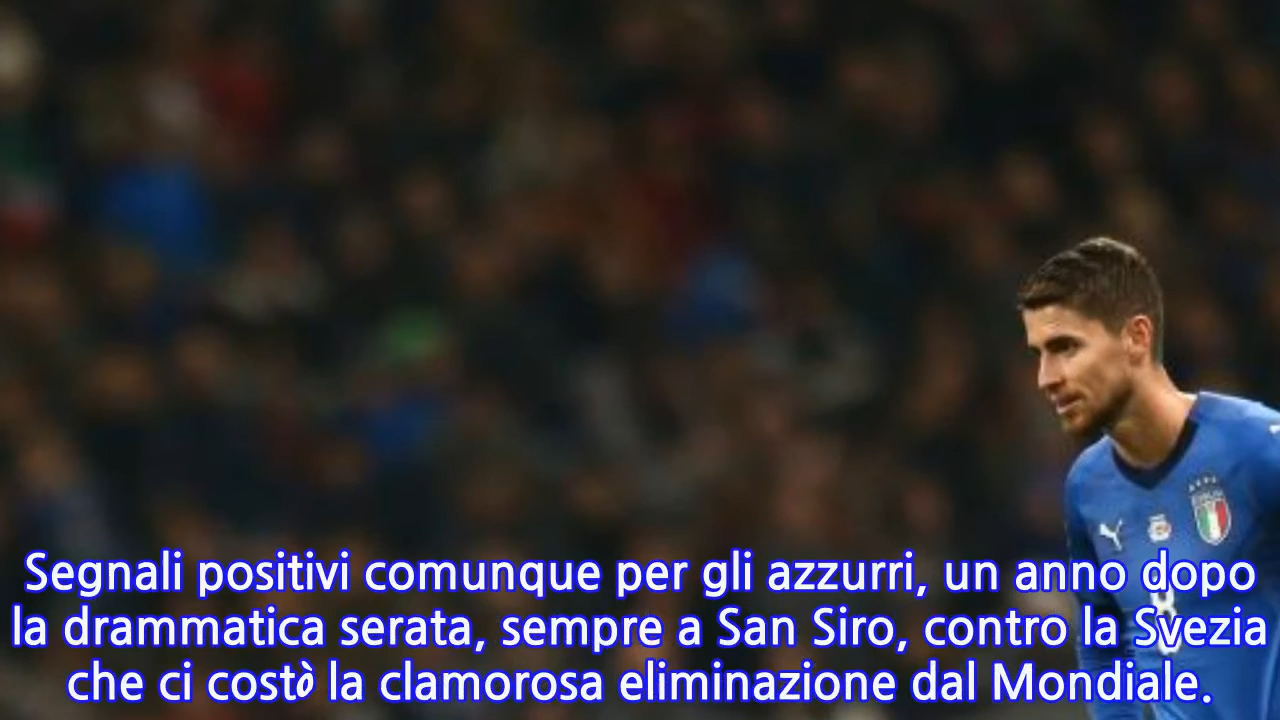 Segnali positivi comunque per gli azzurri, un anno dopo
la drammatica serata, sempre a San Siro, contro la Svezia
che ci costò la clamorosa eliminazione dal Mondiale.
8